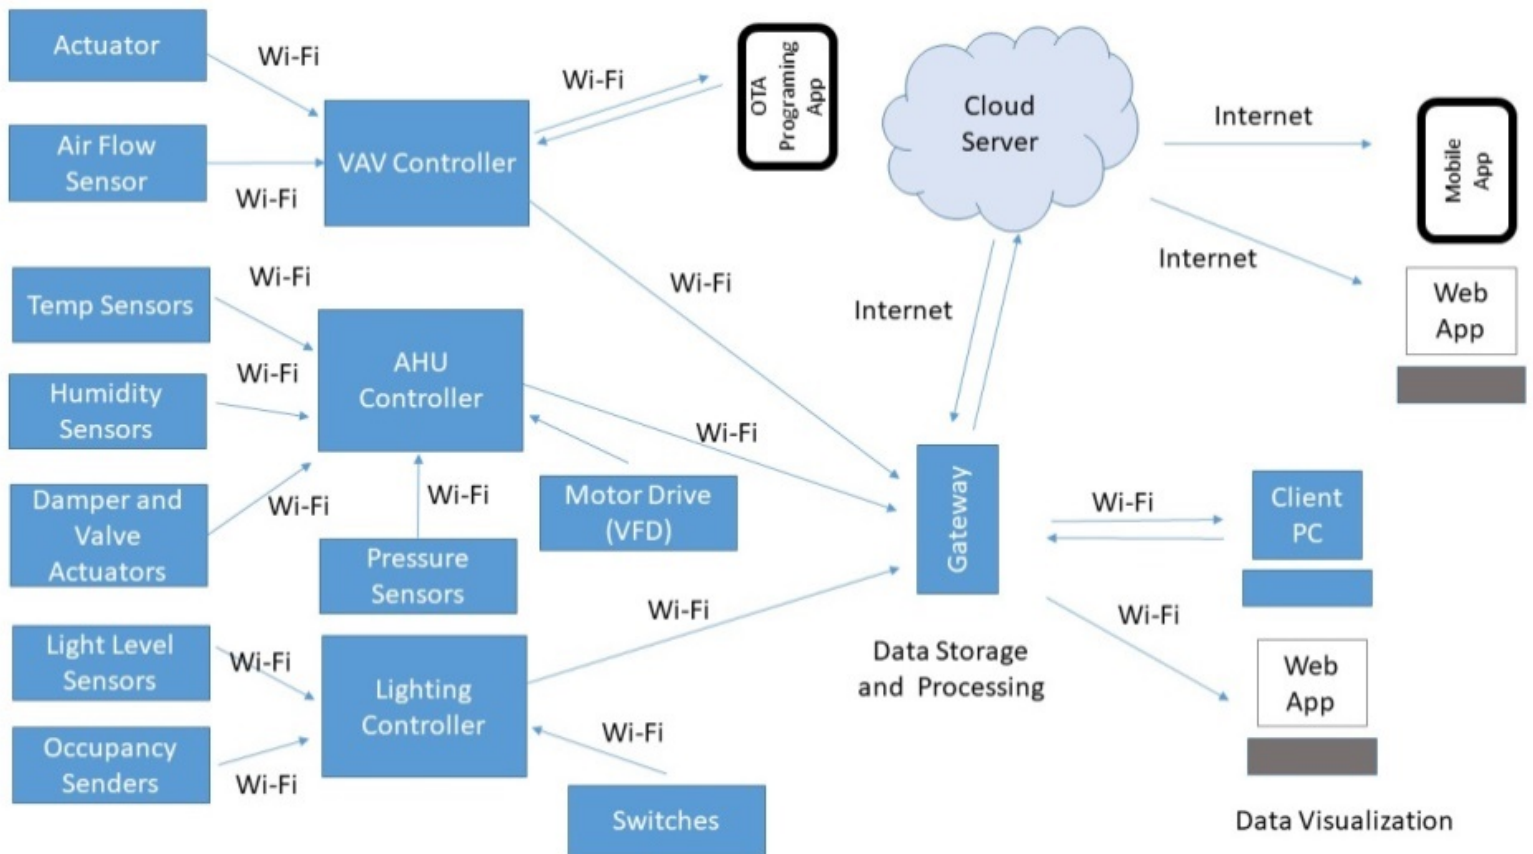 Actuator
Wi-Fi
Air Flow
Sensor
Wi-Fi
VAV Controller
Wi-Fi
OTA
Programing
App
Cloud
Server
Internet
Mobile
App
Internet
Web
App
Temp Sensors
Wi-Fi
Humidity
Sensors
Wi-Fi
Damper and
Valve
Actuators
Wi-Fi
AHU
Controller
Wi-Fi
Pressure
Sensors
Motor Drive
(VFD)
Wi-Fi
Wi-Fi
Internet
Gateway
Data Storage
and Processing
Wi-Fi
Client
PC
Wi-Fi
Web
App
Data Visualization
Light Level
Sensors
Wi-Fi
Occupancy
Senders
Wi-Fi
Lighting
Controller
Wi-Fi
Wi-Fi
Switches